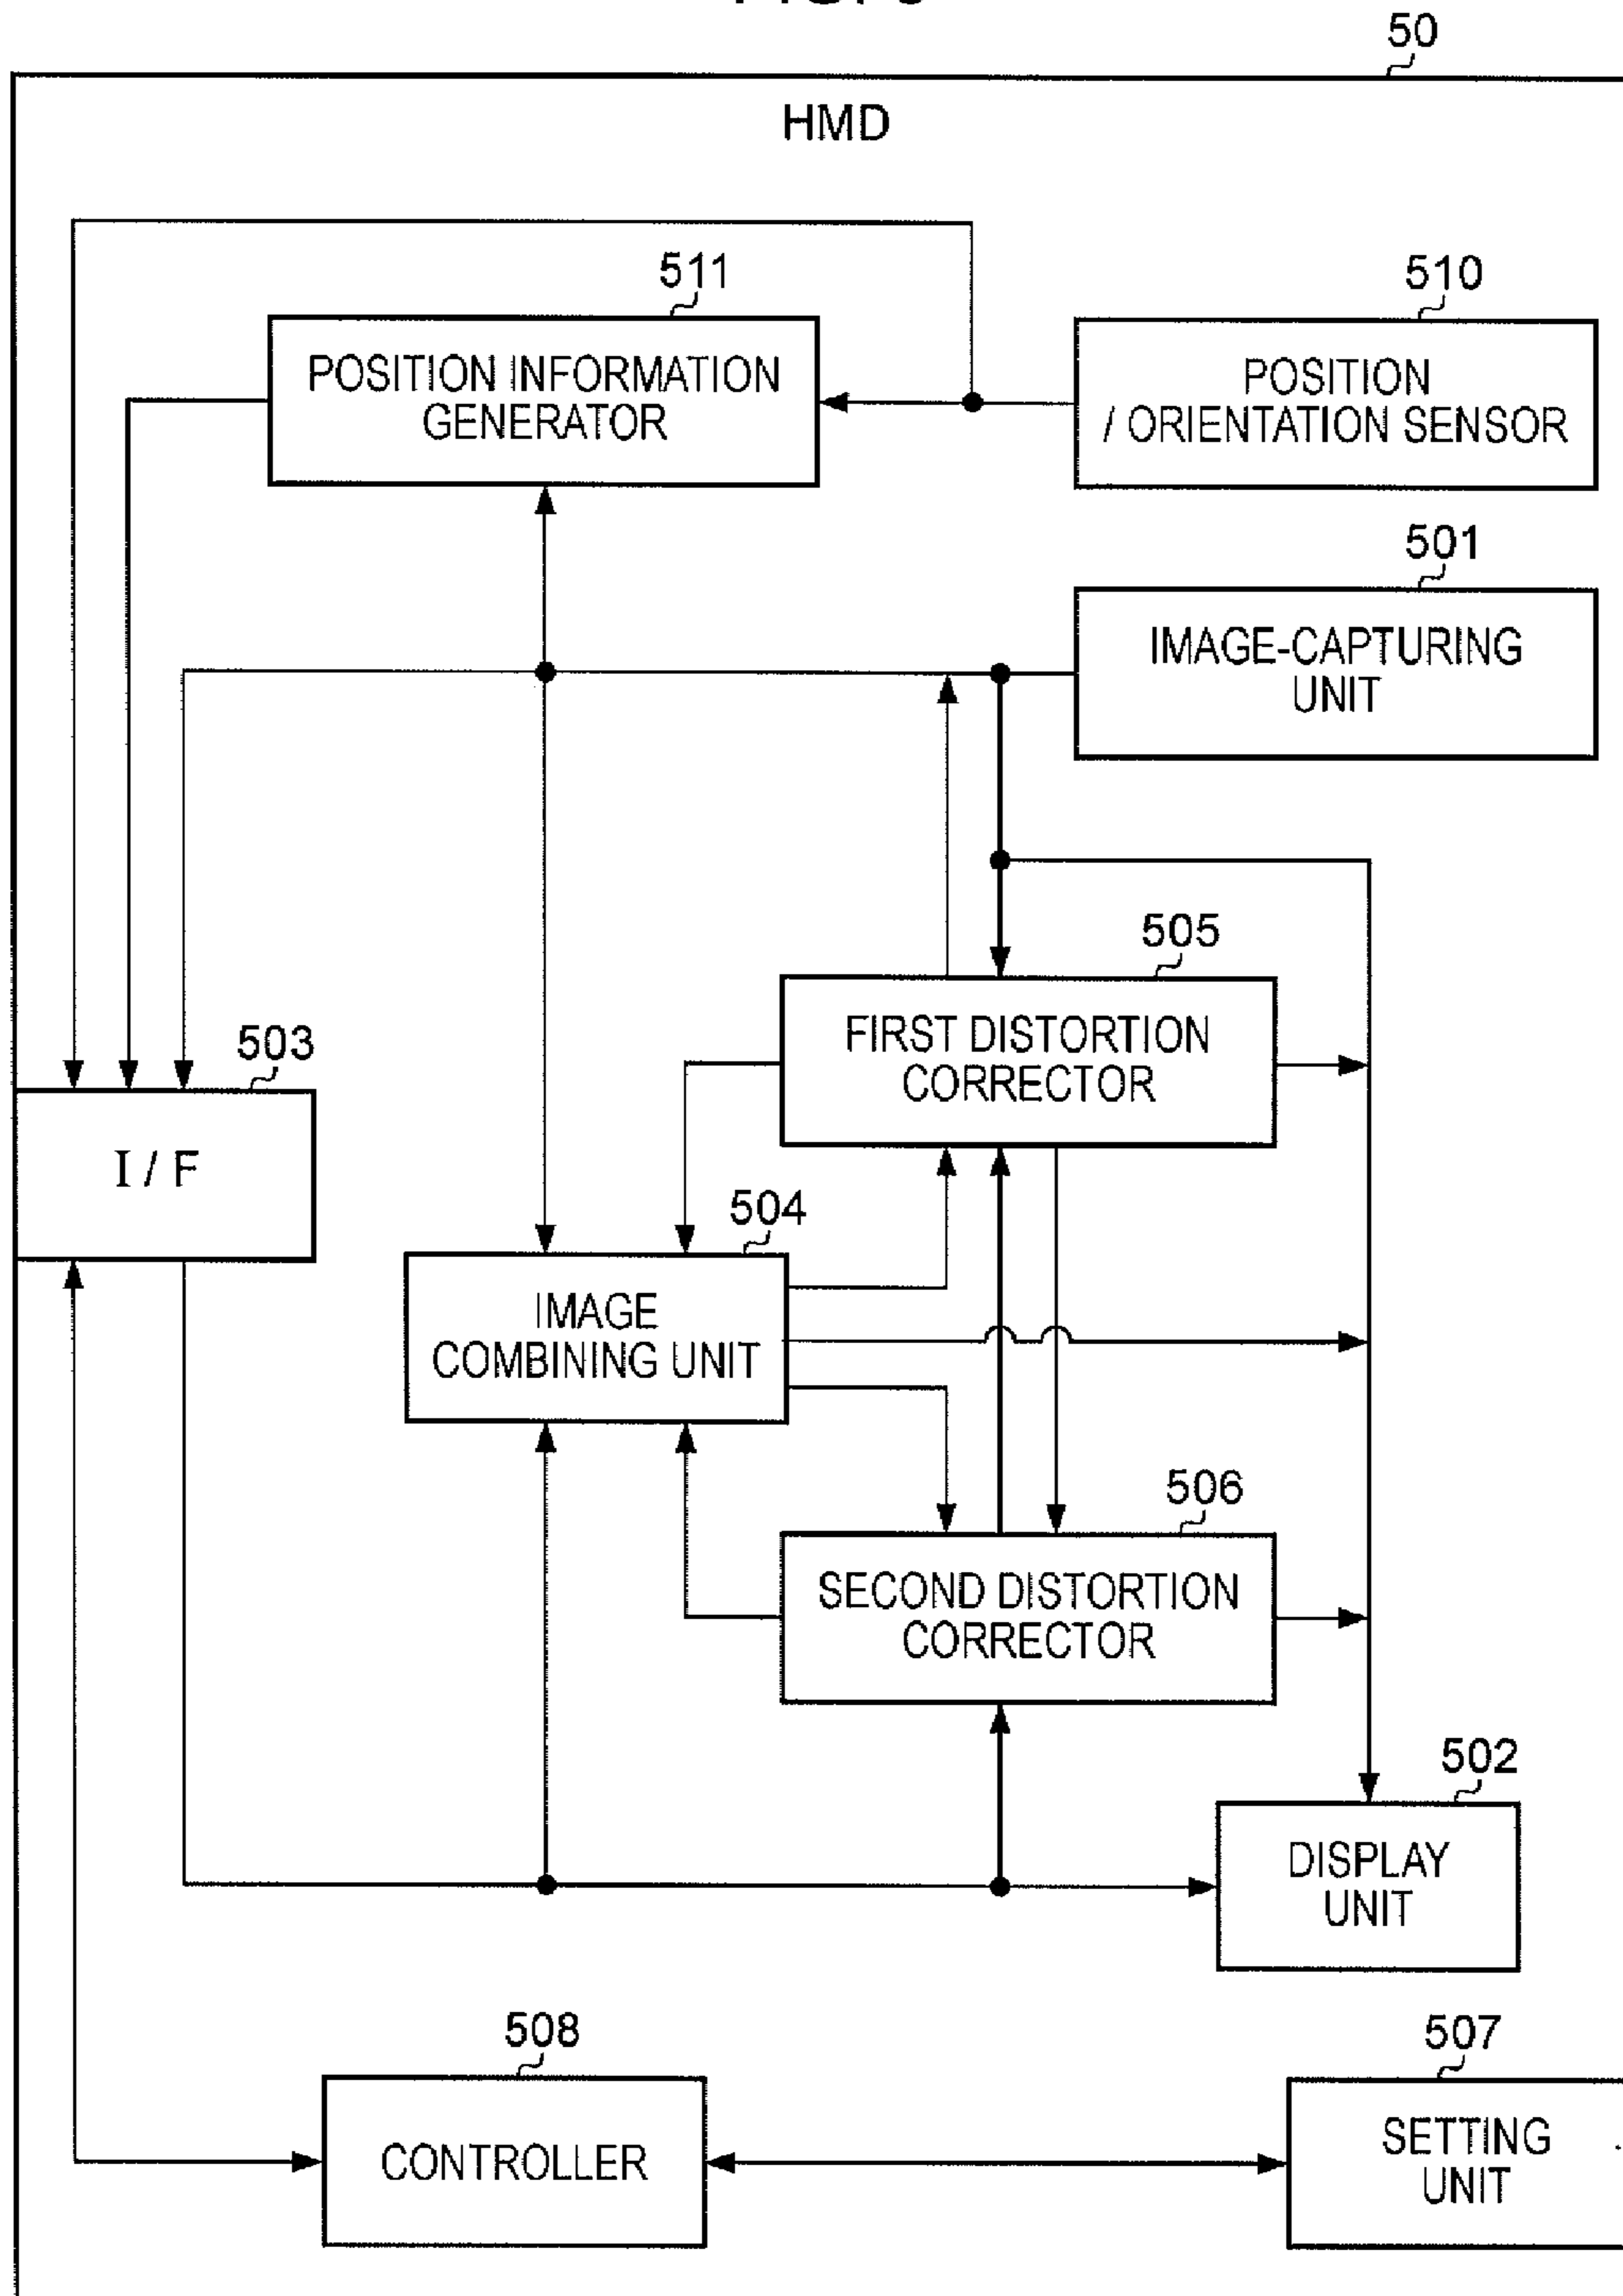 50
HMD
511
510
POSITION INFORMATION
GENERATOR
POSITION
/ ORIENTATION SENSOR
501
IMAGE-CAPTURING
UNIT
505
FIRST DISTORTION
CORRECTOR
503
I / F
504
IMAGE
COMBINING UNIT
506
SECOND DISTORTION
CORRECTOR
502
DISPLAY
UNIT
508
CONTROLLER
507
SETTING
UNIT